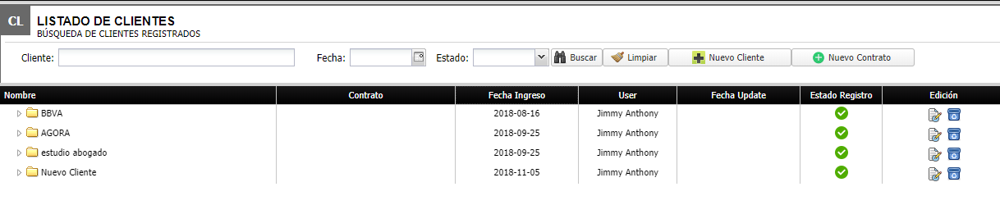 CL LISTADO DE CLIENTES
BÚSQUEDA DE CLIENTES REGISTRADOS
Cliente: Fecha: Estado: Buscar Limpiar Nuevo Cliente Nuevo Contrato
Nombre Contrato Fecha Ingreso User Fecha Update Estado Registro Edición
BBVA 2018-08-16 Jimmy Anthony
AGORA 2018-09-25 Jimmy Anthony
estudio abogado 2018-09-25 Jimmy Anthony
Nuevo Cliente 2018-11-05 Jimmy Anthony